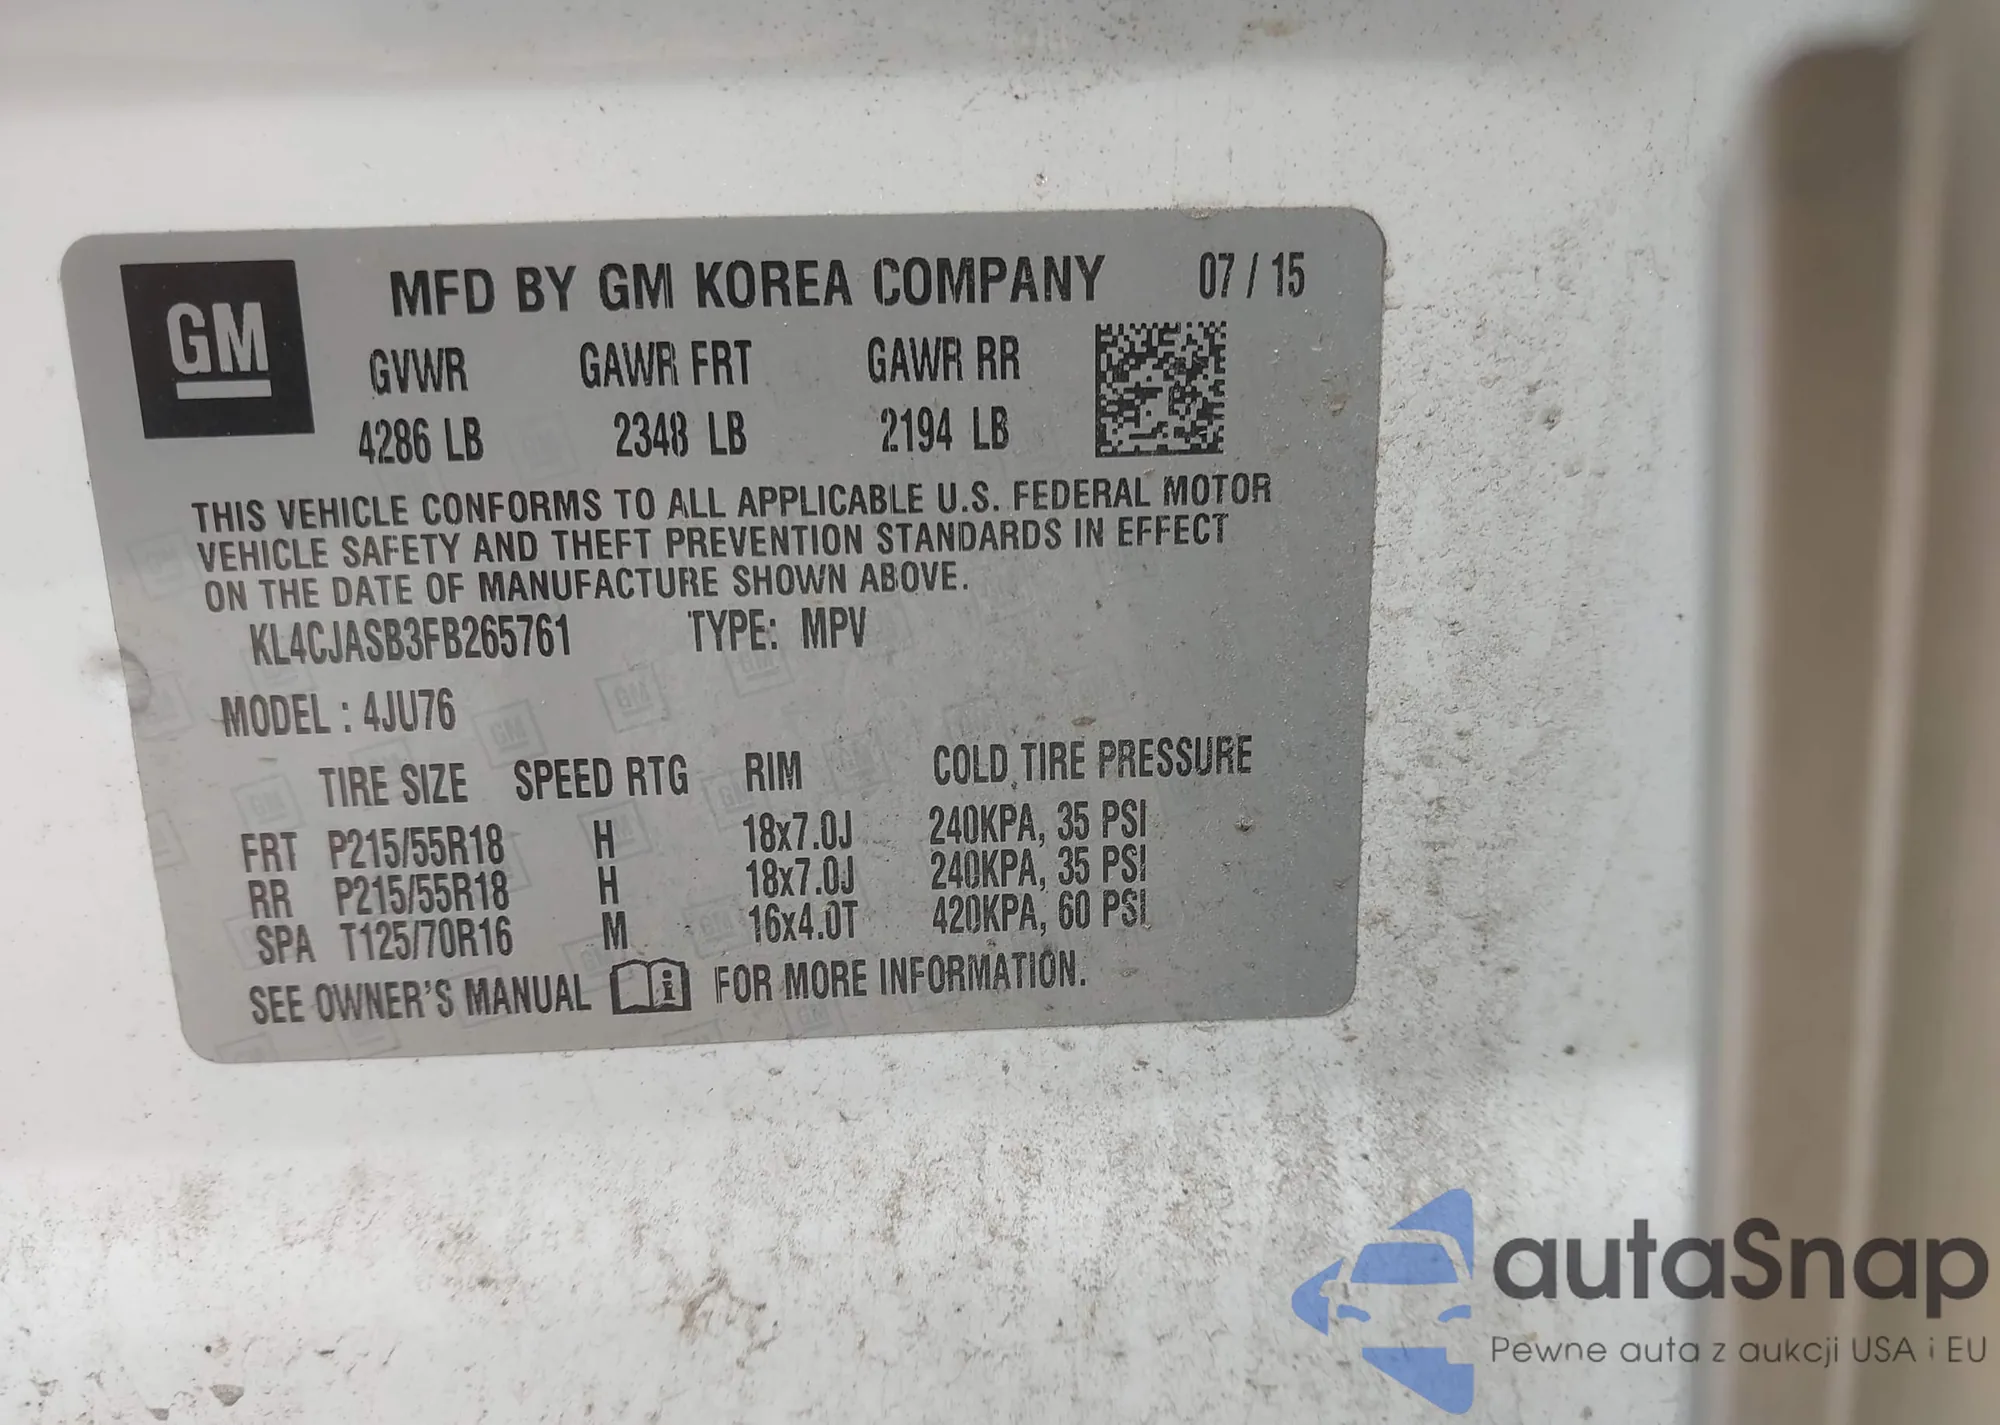 GM
MFD BY GM KOREA COMPANY 07 / 15
GVWR GAWR FRT GAWR RR
4286 LB 2348 LB 2194 LB
THIS VEHICLE CONFORMS TO ALL APPLICABLE U.S. FEDERAL MOTOR
VEHICLE SAFETY AND THEFT PREVENTION STANDARDS IN EFFECT
ON THE DATE OF MANUFACTURE SHOWN ABOVE.
KL4CJASB3FB265761 TYPE: MPV
MODEL : 4JU76
TIRE SIZE SPEED RTG RIM COLD TIRE PRESSURE
FRT P215/55R18 H 18x7.0J 240KPA, 35 PSI
RR P215/55R18 H 18x7.0J 240KPA, 35 PSI
SPA T125/70R16 M 16x4.0T 420KPA, 60 PSI
SEE OWNER'S MANUAL FOR MORE INFORMATION.
autaSnap
Pewne auta z aukcji USA i EU